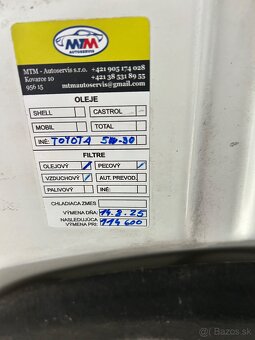 MTM
AUTOSERVIS
MTM - Autoservis s.r.o.
Kovarce 10
956 15
+421 905 174 028
+421 38 531 89 55
mtmautoservis@gmail.com
OLEJE
SHELL CASTROL
MOBIL TOTAL
INÉ: TOYOTA 5W-30
FILTRE
OLEJOVÝ PEĽOVÝ
VZDUCHOVÝ AUT. PREVOD.
PALIVOVÝ INÉ
CHLADIACA ZMES
VÝMENA DŇA: 14.8.25
NASLEDUJÚCA
VÝMENA PRI: 114 600
bazos.sk